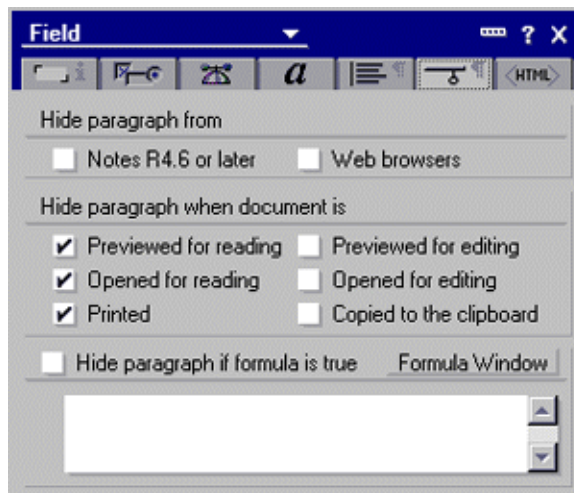 Field ? X
i a ¶ ¶ <HTML>
Hide paragraph from
Notes R4.6 or later Web browsers
Hide paragraph when document is
Previewed for reading Previewed for editing
Opened for reading Opened for editing
Printed Copied to the clipboard
Hide paragraph if formula is true Formula Window